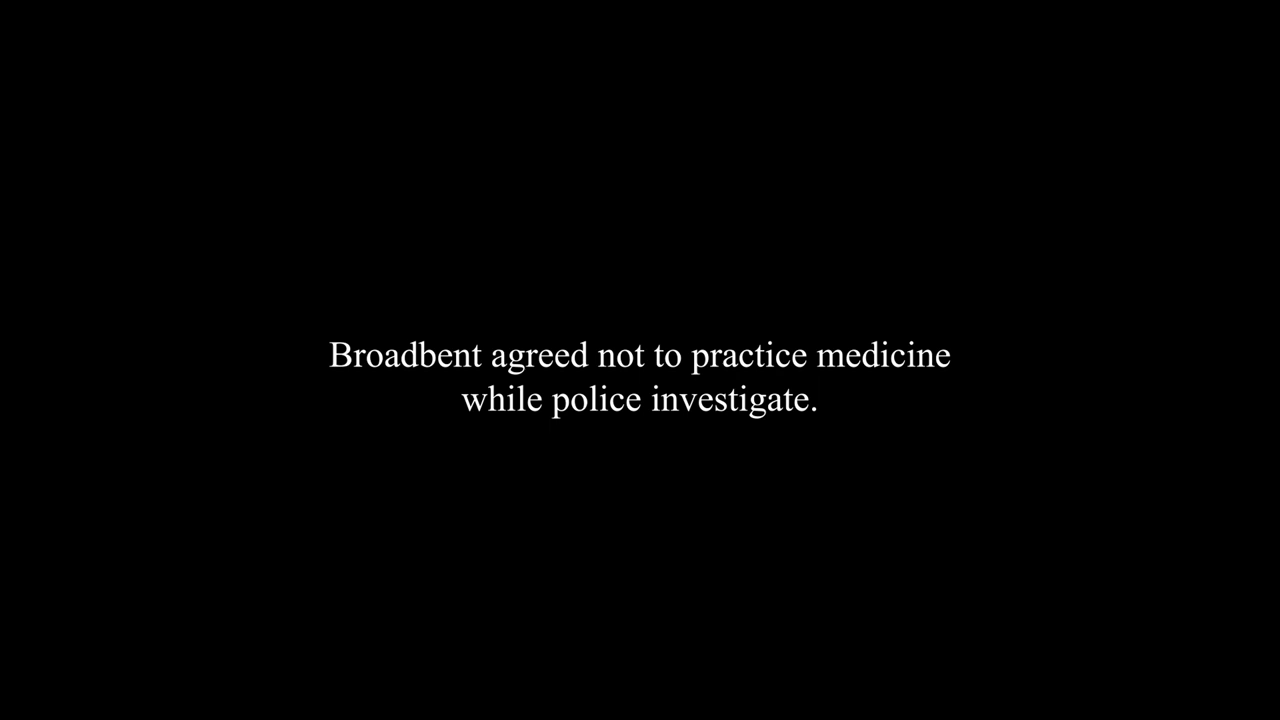 Broadbent agreed not to practice medicine
while police investigate.